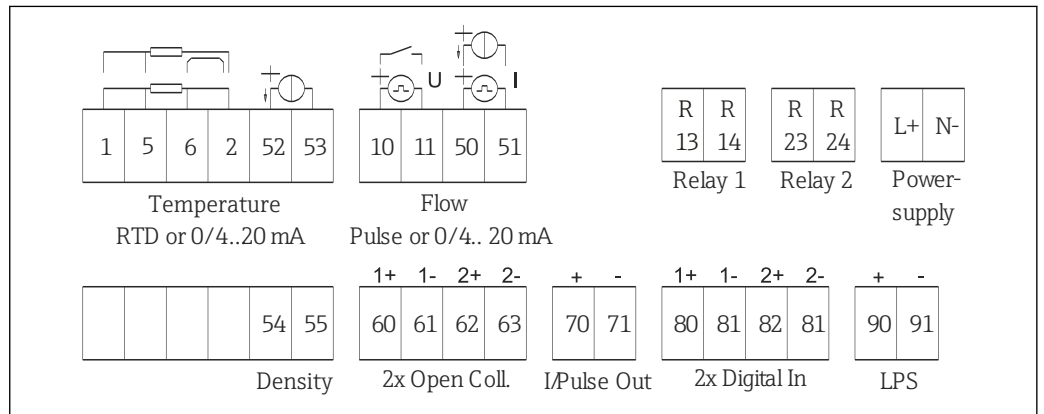 + + U + + I
1 5 6 2 52 53
10 11 50 51
R 13 R 14
R 23 R 24
L+ N-
Temperature
RTD or 0/4..20 mA
Flow
Pulse or 0/4.. 20 mA
Relay 1
Relay 2
Power-
supply
54 55
Density
1+ 1- 2+ 2-
60 61 62 63
2x Open Coll.
+ -
70 71
I/Pulse Out
1+ 1- 2+ 2-
80 81 82 81
2x Digital In
+ -
90 91
LPS